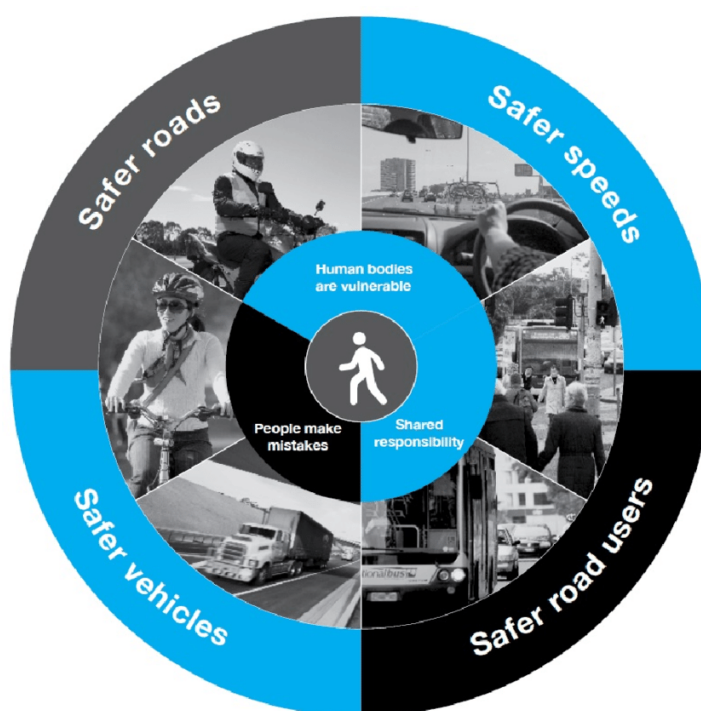 Safer roads
Safer speeds
Human bodies
are vulnerable
People make
mistakes
Shared
responsibility
Safer vehicles
Safer road users